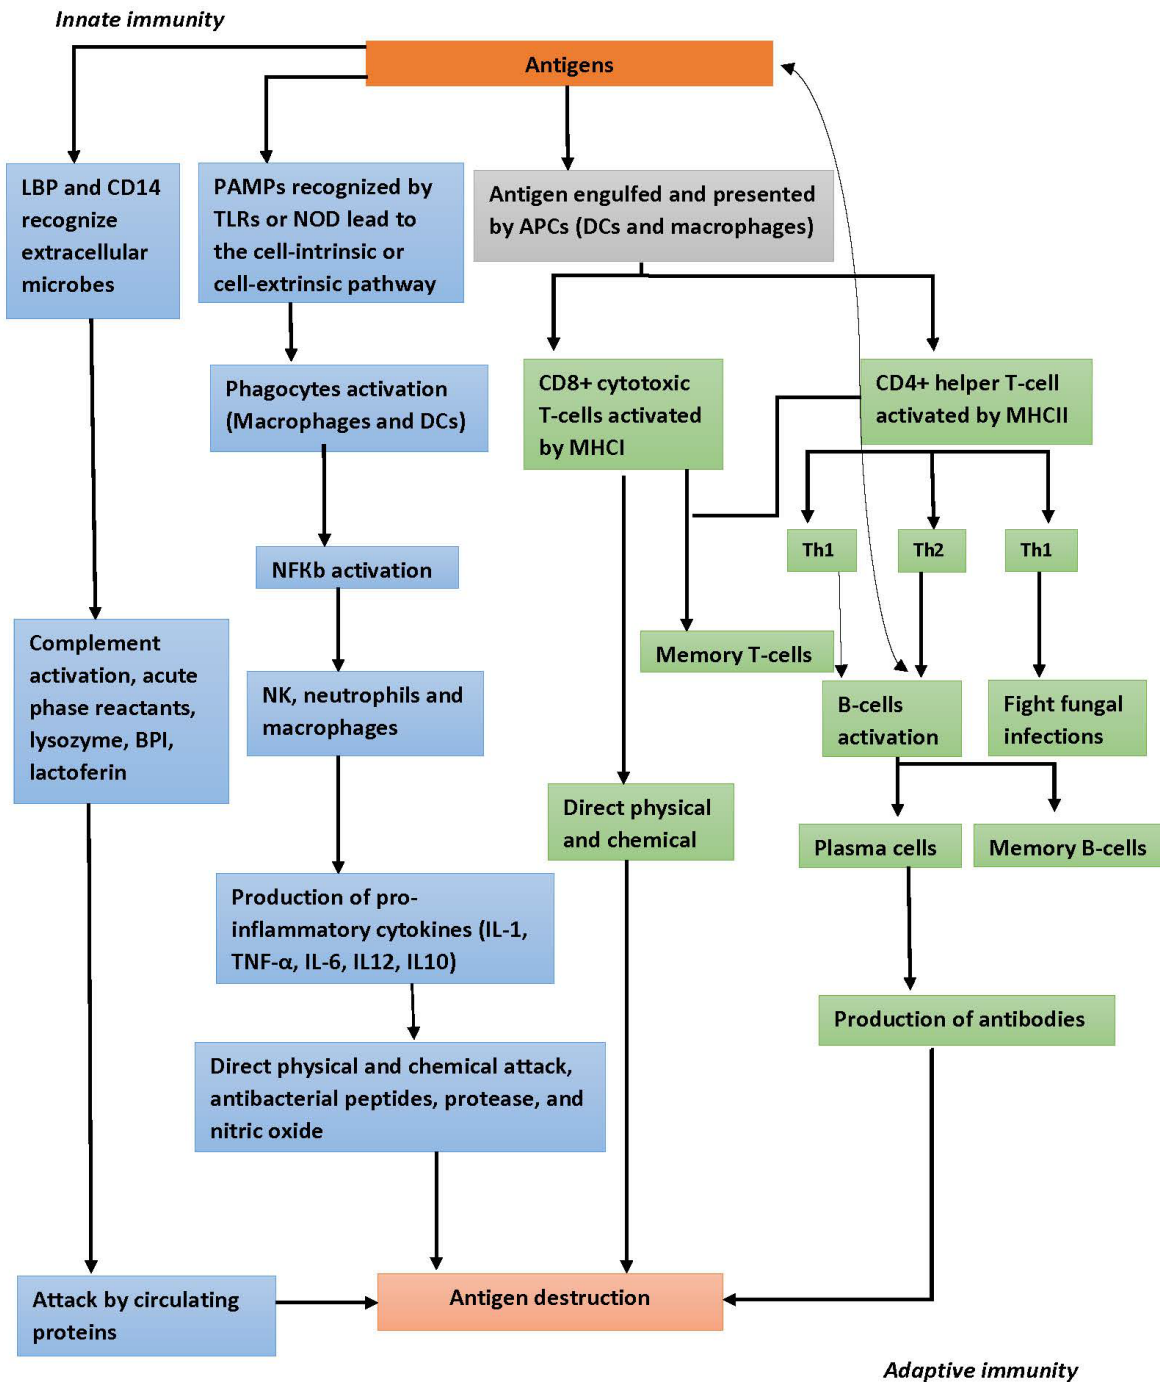 Innate immunity
Antigens
LBP and CD14
recognize
extracellular
microbes
PAMPs recognized by
TLRs or NOD lead to
the cell-intrinsic or
cell-extrinsic pathway
Antigen engulfed and presented
by APCs (DCs and macrophages)
Phagocytes activation
(Macrophages and DCs)
CD8+ cytotoxic
T-cells activated
by MHCI
CD4+ helper T-cell
activated by MHCII
NFKb activation
Th1
Th2
Th1
Complement
activation, acute
phase reactants,
lysozyme, BPI,
lactoferin
NK, neutrophils and
macrophages
Memory T-cells
B-cells
activation
Fight fungal
infections
Direct physical
and chemical
Plasma cells
Memory B-cells
Production of pro-
inflammatory cytokines (IL-1,
TNF-α, IL-6, IL12, IL10)
Production of antibodies
Direct physical and chemical attack,
antibacterial peptides, protease, and
nitric oxide
Attack by circulating
proteins
Antigen destruction
Adaptive immunity